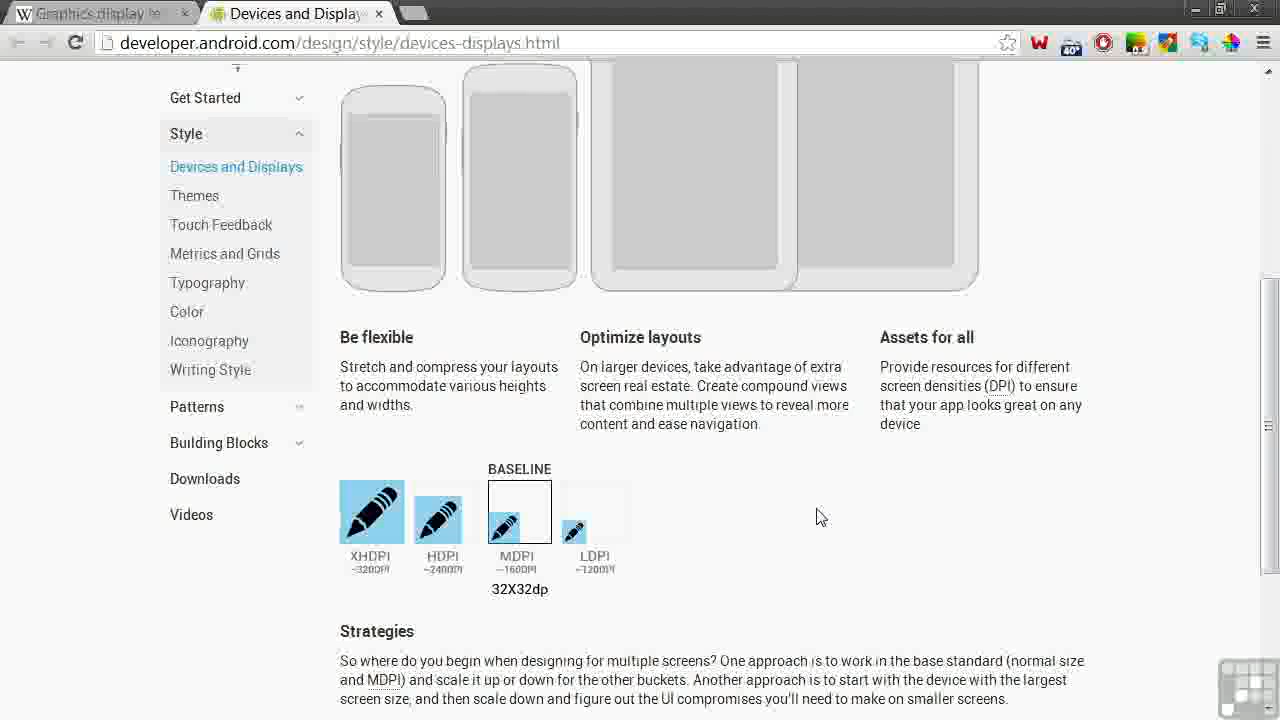 Graphics display re
Devices and Display
developer.android.com/design/style/devices-displays.html
W
40°
Get Started
Style
Devices and Displays
Themes
Touch Feedback
Metrics and Grids
Typography
Color
Iconography
Writing Style
Patterns
Building Blocks
Downloads
Videos
Be flexible
Stretch and compress your layouts
to accommodate various heights
and widths.
Optimize layouts
On larger devices, take advantage of extra
screen real estate. Create compound views
that combine multiple views to reveal more
content and ease navigation.
Assets for all
Provide resources for different
screen densities (DPI) to ensure
that your app looks great on any
device
BASELINE
XHDPI
~320DPI
HDPI
~240DPI
MDPI
~160DPI
LDPI
~120DPI
32X32dp
Strategies
So where do you begin when designing for multiple screens? One approach is to work in the base standard (normal size
and MDPI) and scale it up or down for the other buckets. Another approach is to start with the device with the largest
screen size, and then scale down and figure out the UI compromises you'll need to make on smaller screens.